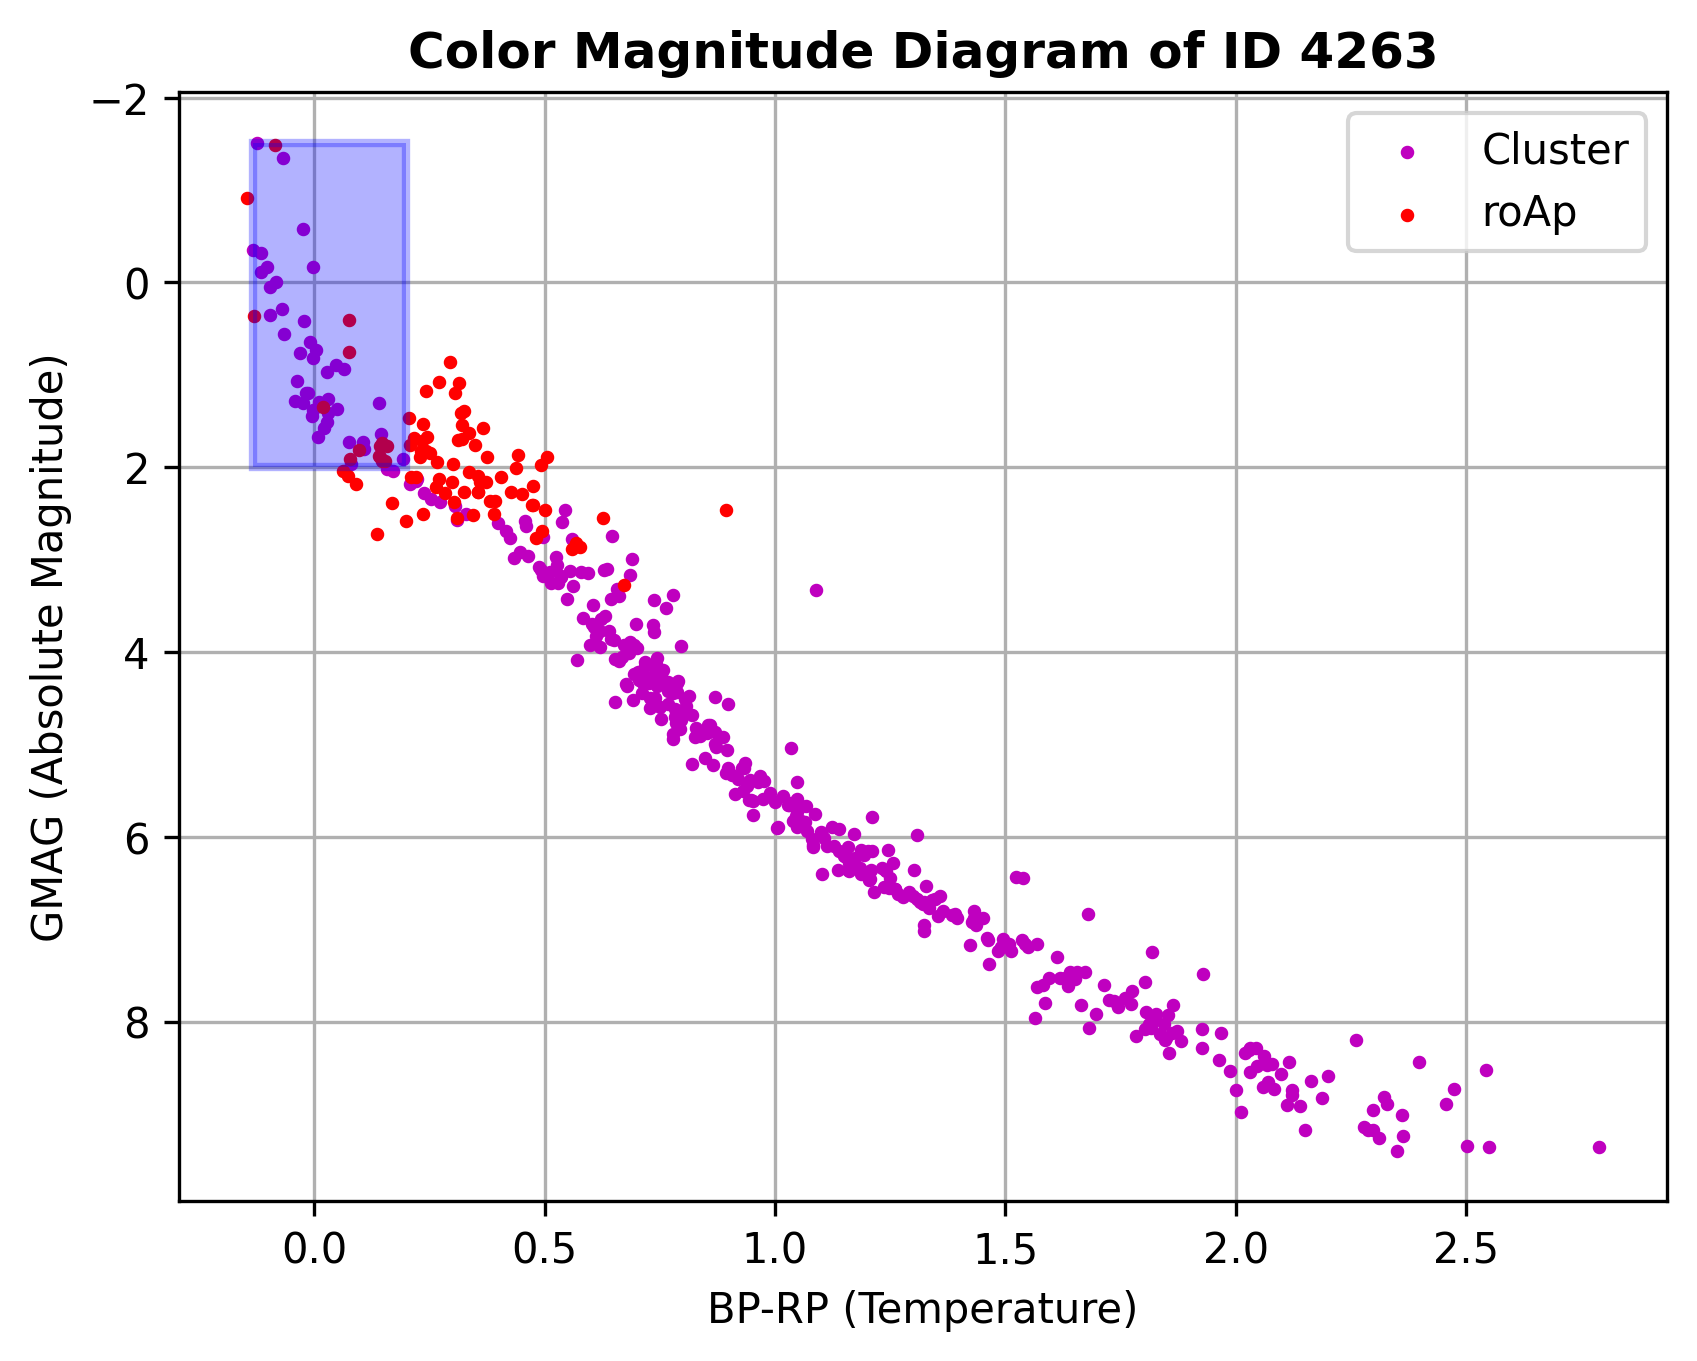 Color Magnitude Diagram of ID 4263
Cluster
roAp
GMAG (Absolute Magnitude)
−2
0
2
4
6
8
0.0 0.5 1.0 1.5 2.0 2.5
BP-RP (Temperature)